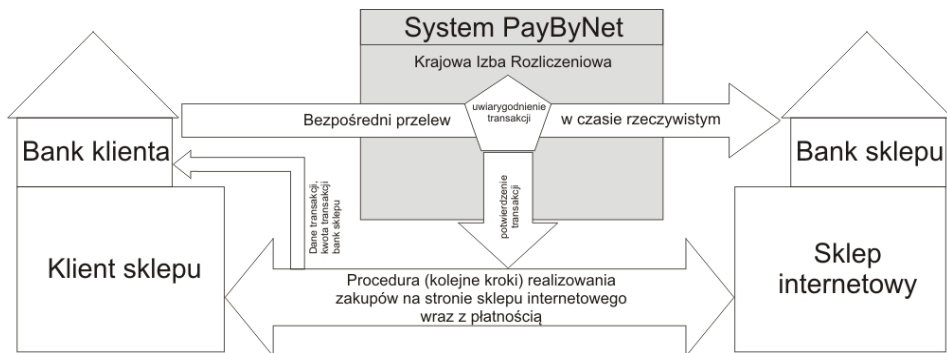 System PayByNet
Krajowa Izba Rozliczeniowa
uwiarygodnienie
transakcji
Bezpośredni przelew
w czasie rzeczywistym
Bank klienta
Bank sklepu
Dane transakcji,
kwota transakcji
bank sklepu
potwierdzenie
transakcji
Klient sklepu
Sklep
internetowy
Procedura (kolejne kroki) realizowania
zakupów na stronie sklepu internetowego
wraz z płatnością